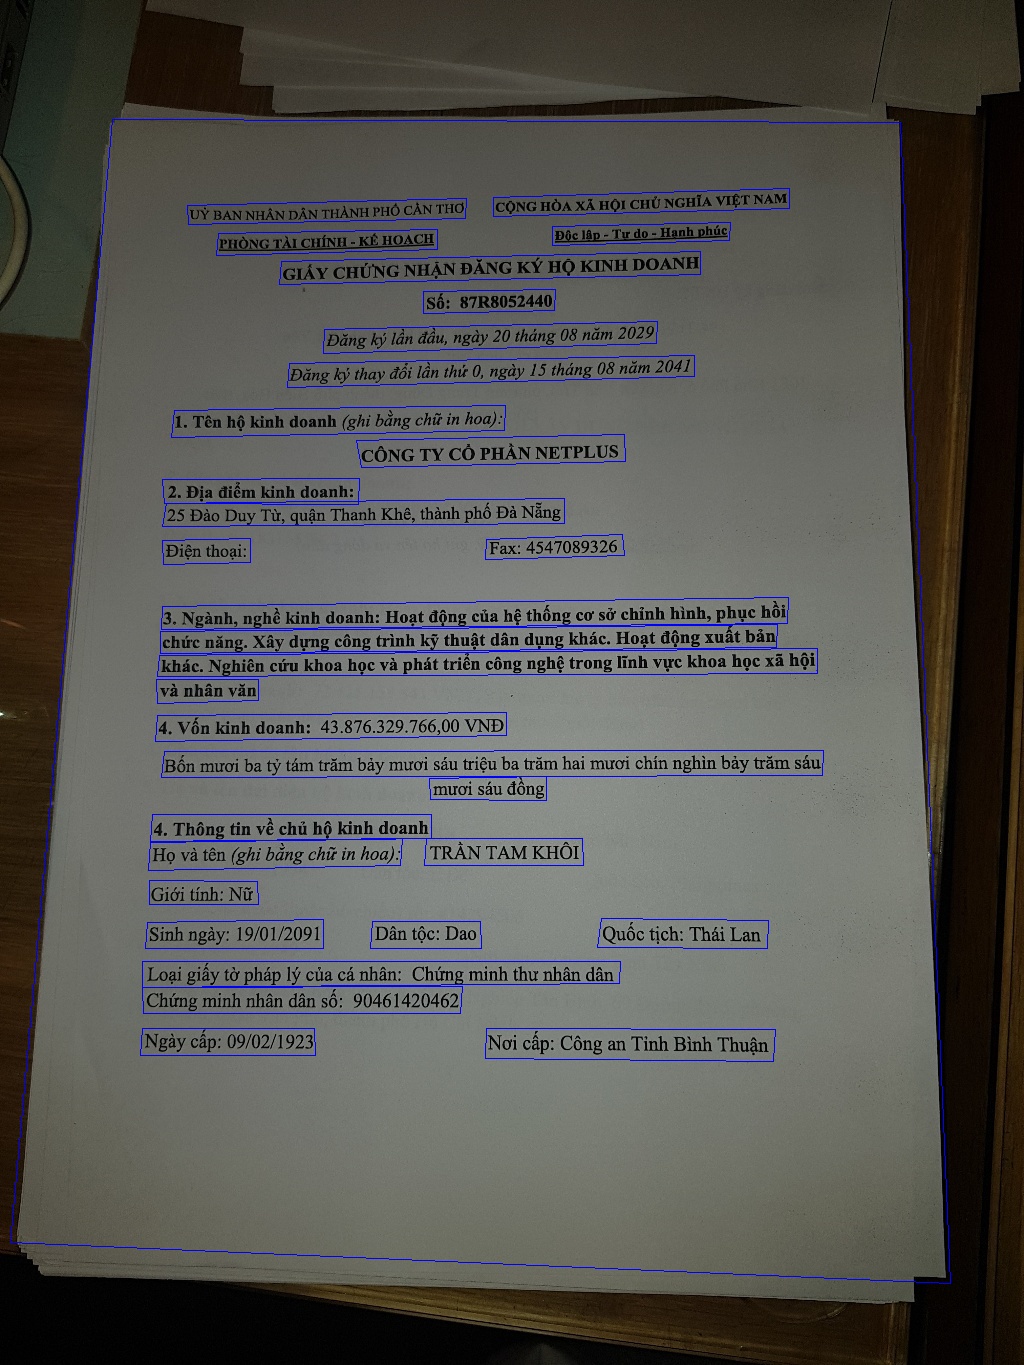 UỶ BAN NHÂN DÂN THÀNH PHỐ CẦN THƠ
CỘNG HÒA XÃ HỘI CHỦ NGHĨA VIỆT NAM
PHÒNG TÀI CHÍNH - KẾ HOẠCH
Độc lập - Tự do - Hạnh phúc
GIẤY CHỨNG NHẬN ĐĂNG KÝ HỘ KINH DOANH
Số: 87R8052440
Đăng ký lần đầu, ngày 20 tháng 08 năm 2029
Đăng ký thay đổi lần thứ 0, ngày 15 tháng 08 năm 2041
1. Tên hộ kinh doanh (ghi bằng chữ in hoa):
CÔNG TY CỔ PHẦN NETPLUS
2. Địa điểm kinh doanh:
25 Đào Duy Từ, quận Thanh Khê, thành phố Đà Nẵng
Điện thoại: Fax: 4547089326
3. Ngành, nghề kinh doanh: Hoạt động của hệ thống cơ sở chỉnh hình, phục hồi
chức năng. Xây dựng công trình kỹ thuật dân dụng khác. Hoạt động xuất bản
khác. Nghiên cứu khoa học và phát triển công nghệ trong lĩnh vực khoa học xã hội
và nhân văn
4. Vốn kinh doanh: 43.876.329.766,00 VNĐ
Bốn mươi ba tỷ tám trăm bảy mươi sáu triệu ba trăm hai mươi chín nghìn bảy trăm sáu
mươi sáu đồng
4. Thông tin về chủ hộ kinh doanh
Họ và tên (ghi bằng chữ in hoa): TRẦN TAM KHÔI
Giới tính: Nữ
Sinh ngày: 19/01/2091 Dân tộc: Dao Quốc tịch: Thái Lan
Loại giấy tờ pháp lý của cá nhân: Chứng minh thư nhân dân
Chứng minh nhân dân số: 90461420462
Ngày cấp: 09/02/1923 Nơi cấp: Công an Tỉnh Bình Thuận